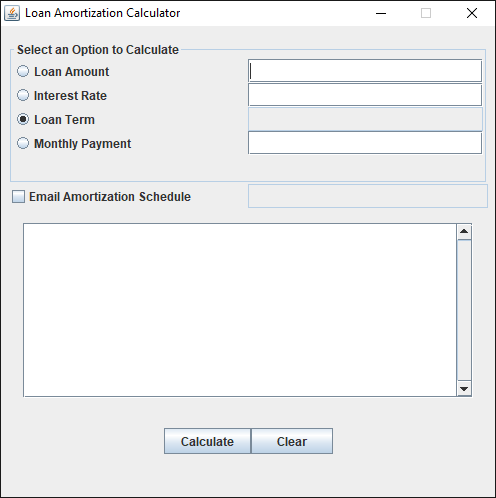 Loan Amortization Calculator
Select an Option to Calculate
Loan Amount
Interest Rate
Loan Term
Monthly Payment
Email Amortization Schedule
Calculate Clear